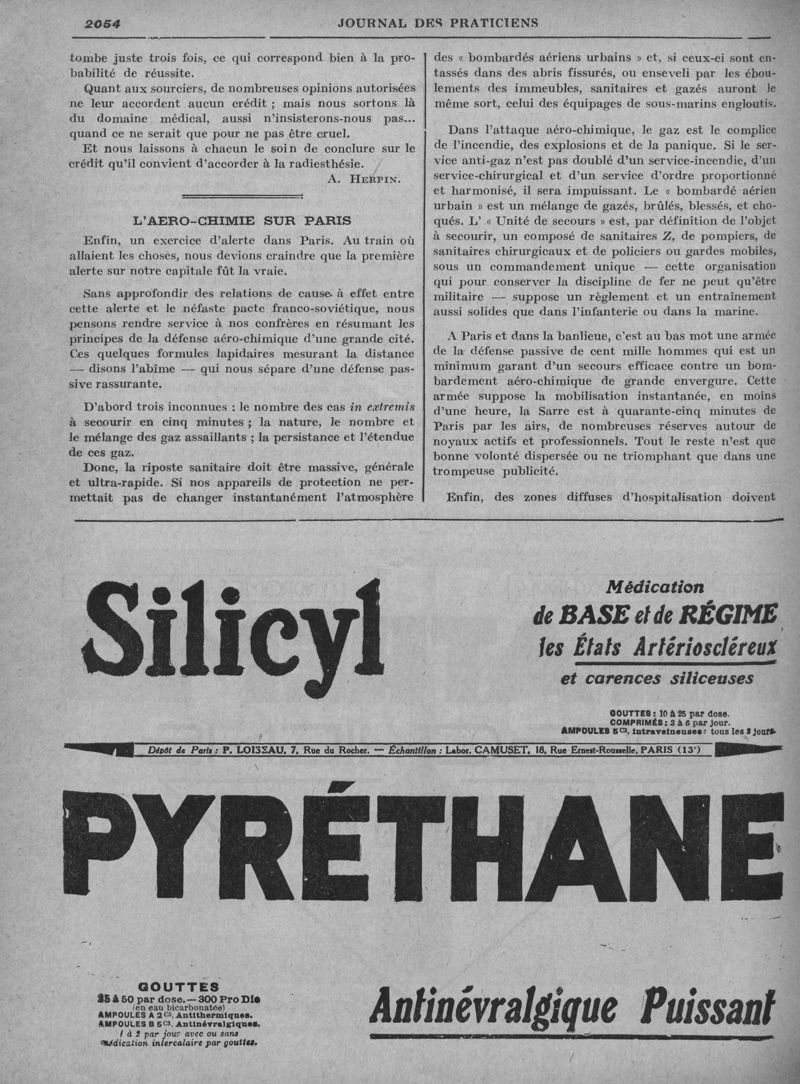 2054
JOURNAL DES PRATICIENS
tombe juste trois fois, ce qui correspond bien à la pro-
babilité de réussite.
Quant aux sourciers, de nombreuses opinions autorisées
ne leur accordent aucun crédit ; mais nous sortons là
du domaine médical, aussi n'insisterons-nous pas...
quand ce ne serait que pour ne pas être cruel.
Et nous laissons à chacun le soin de conclure sur le
crédit qu'il convient d'accorder à la radiesthésie.
A. HERPIN.
L'AERO-CHIMIE SUR PARIS
Enfin, un exercice d'alerte dans Paris. Au train où
allaient les choses, nous devions craindre que la première
alerte sur notre capitale fût la vraie.
Sans approfondir des relations de cause à effet entre
cette alerte et le néfaste pacte franco-soviétique, nous
pensons rendre service à nos confrères en résumant les
principes de la défense aéro-chimique d'une grande cité.
Ces quelques formules lapidaires mesurant la distance
— disons l'abîme — qui nous sépare d'une défense pas-
sive rassurante.
D'abord trois inconnues : le nombre des cas in extremis
à secourir en cinq minutes ; la nature, le nombre et
le mélange des gaz assaillants ; la persistance et l'étendue
de ces gaz.
Donc, la riposte sanitaire doit être massive, générale
et ultra-rapide. Si nos appareils de protection ne per-
mettait pas de changer instantanément l'atmosphère
des « bombardés aériens urbains » et, si ceux-ci sont en-
tassés dans des abris fissurés, ou enseveli par les ébou-
lements des immeubles, sanitaires et gazés auront le
même sort, celui des équipages de sous-marins engloutis.
Dans l'attaque aéro-chimique, le gaz est le complice
de l'incendie, des explosions et de la panique. Si le ser-
vice anti-gaz n'est pas doublé d'un service-incendie, d'un
service-chirurgical et d'un service d'ordre proportionné
et harmonisé, il sera impuissant. Le « bombardé aérien
urbain » est un mélange de gazés, brûlés, blessés, et cho-
qués. L' « Unité de secours » est, par définition de l'objet
à secourir, un composé de sanitaires Z, de pompiers, de
sanitaires chirurgicaux et de policiers ou gardes mobiles,
sous un commandement unique — cette organisation
qui pour conserver la discipline de fer ne peut qu'être
militaire — suppose un règlement et un entraînement
aussi solides que dans l'infanterie ou dans la marine.
A Paris et dans la banlieue, c'est au bas mot une armée
de la défense passive de cent mille hommes qui est un
minimum garant d'un secours efficace contre un bom-
bardement aéro-chimique de grande envergure. Cette
armée suppose la mobilisation instantanée, en moins
d'une heure, la Sarre est à quarante-cinq minutes de
Paris par les airs, de nombreuses réserves autour de
noyaux actifs et professionnels. Tout le reste n'est que
bonne volonté dispersée ou ne triomphant que dans une
trompeuse publicité.
Enfin, des zones diffuses d'hospitalisation doivent
Silicyl
Médication
de BASE et de RÉGIME
les États Artérioscléreux
et carences siliceuses
GOUTTES : 10 à 25 par dose.
COMPRIMÉS : 3 à 6 par jour.
AMPOULES 5 cc. intraveineuses : tous les 2 jours.
Dépôt de Paris : P. LOISEAU, 7, Rue du Rocher. — Échantillon : Labor. CAMUSET, 18, Rue Ernest-Rousselle, PARIS (13e)
PYRÉTHANE
GOUTTES
25 à 50 par dose. — 300 Pro Die
(en eau bicarbonatée)
AMPOULES A 2cc. Antithermiques.
AMPOULES B 5cc. Antinévralgiques.
1 à 2 par jour avec ou sans
médication intercalaire par gouttes.
Antinévralgique Puissant